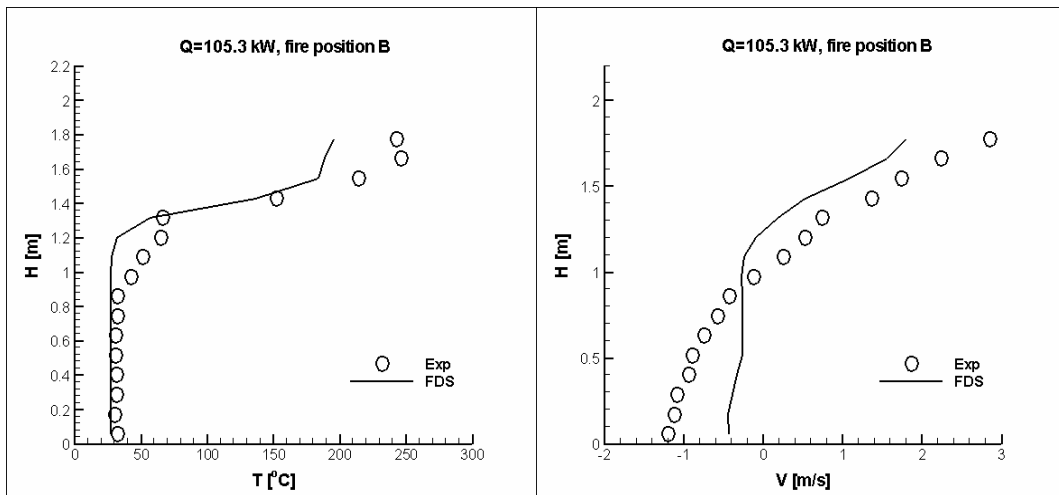 Q=105.3 kW, fire position B
2.2
2
1.8
1.6
1.4
1.2
1
0.8
0.6
0.4
0.2
0
H [m]
Exp
FDS
0 50 100 150 200 250 300
T [°C]
Q=105.3 kW, fire position B
2
1.5
1
0.5
0
H [m]
Exp
FDS
-2 -1 0 1 2 3
V [m/s]